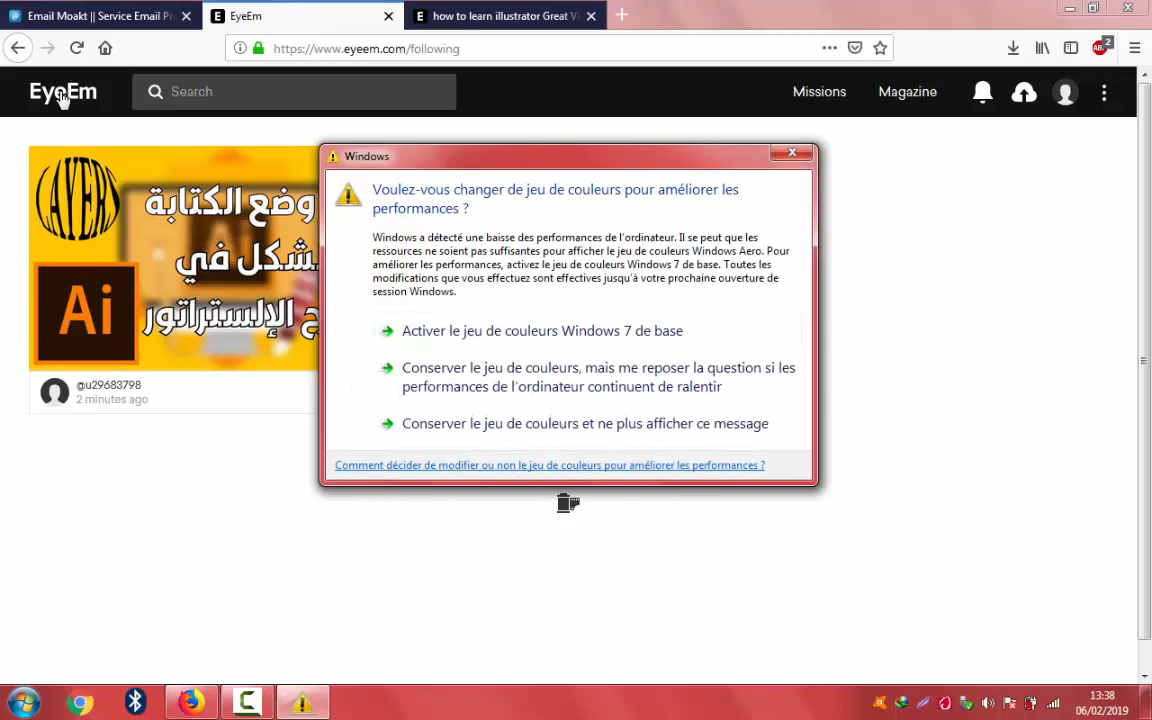 Email Moakt || Service Email Pr
EyeEm
how to learn illustrator Great Vi
https://www.eyeem.com/following
2
EyeEm
Search
Missions
Magazine
LAYERS
وضع الكتابة
شكل في
الإلستراتور
Ai
@u29683798
2 minutes ago
Windows
Voulez-vous changer de jeu de couleurs pour améliorer les
performances ?
Windows a détecté une baisse des performances de l'ordinateur. Il se peut que les
ressources ne soient pas suffisantes pour afficher le jeu de couleurs Windows Aero. Pour
améliorer les performances, activez le jeu de couleurs Windows 7 de base. Toutes les
modifications que vous effectuez sont effectives jusqu'à votre prochaine ouverture de
session Windows.
Activer le jeu de couleurs Windows 7 de base
Conserver le jeu de couleurs, mais me reposer la question si les
performances de l'ordinateur continuent de ralentir
Conserver le jeu de couleurs et ne plus afficher ce message
Comment décider de modifier ou non le jeu de couleurs pour améliorer les performances ?
13:38
06/02/2019